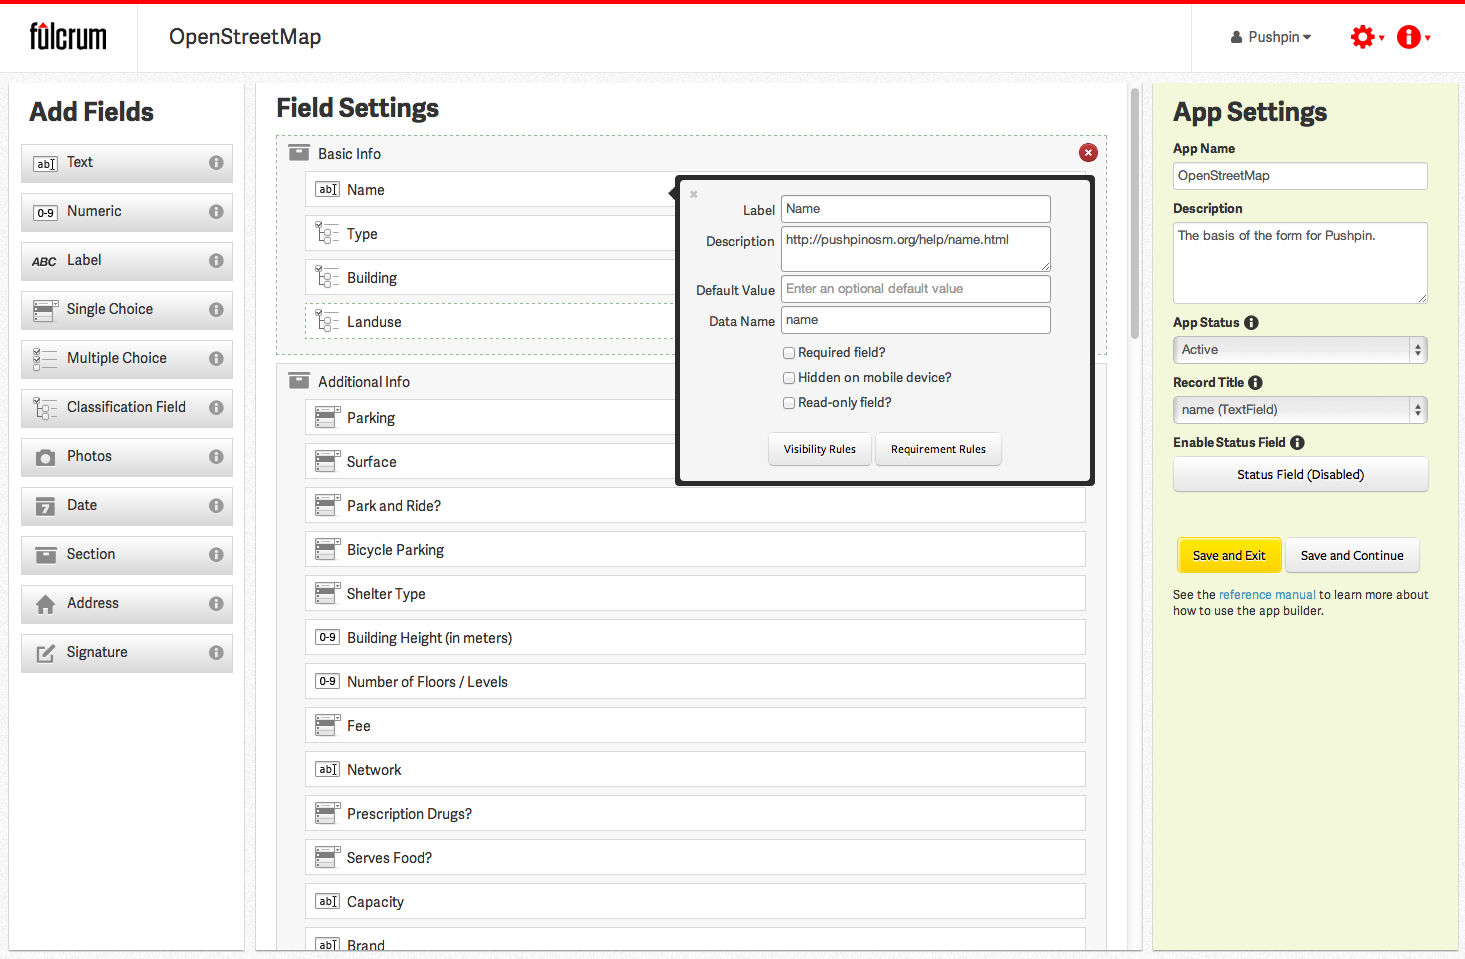 fulcrum
OpenStreetMap
Pushpin
Add Fields
ab Text
0-9 Numeric
ABC Label
Single Choice
Multiple Choice
Classification Field
Photos
7 Date
Section
Address
Signature
Field Settings
Basic Info
ab Name
Type
Building
Landuse
Label Name
Description http://pushpinosm.org/help/name.html
Default Value Enter an optional default value
Data Name name
Required field?
Hidden on mobile device?
Read-only field?
Visibility Rules Requirement Rules
Additional Info
Parking
Surface
Park and Ride?
Bicycle Parking
Shelter Type
0-9 Building Height (in meters)
0-9 Number of Floors / Levels
Fee
ab Network
Prescription Drugs?
Serves Food?
ab Capacity
ab Brand
App Settings
App Name
OpenStreetMap
Description
The basis of the form for Pushpin.
App Status
Active
Record Title
name (TextField)
Enable Status Field
Status Field (Disabled)
Save and Exit Save and Continue
See the reference manual to learn more about
how to use the app builder.